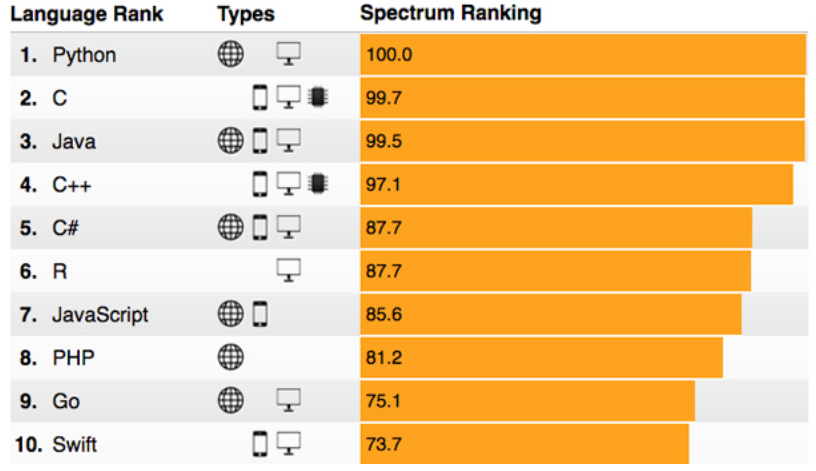 Language Rank Types Spectrum Ranking
1. Python 100.0
2. C 99.7
3. Java 99.5
4. C++ 97.1
5. C# 87.7
6. R 87.7
7. JavaScript 85.6
8. PHP 81.2
9. Go 75.1
10. Swift 73.7